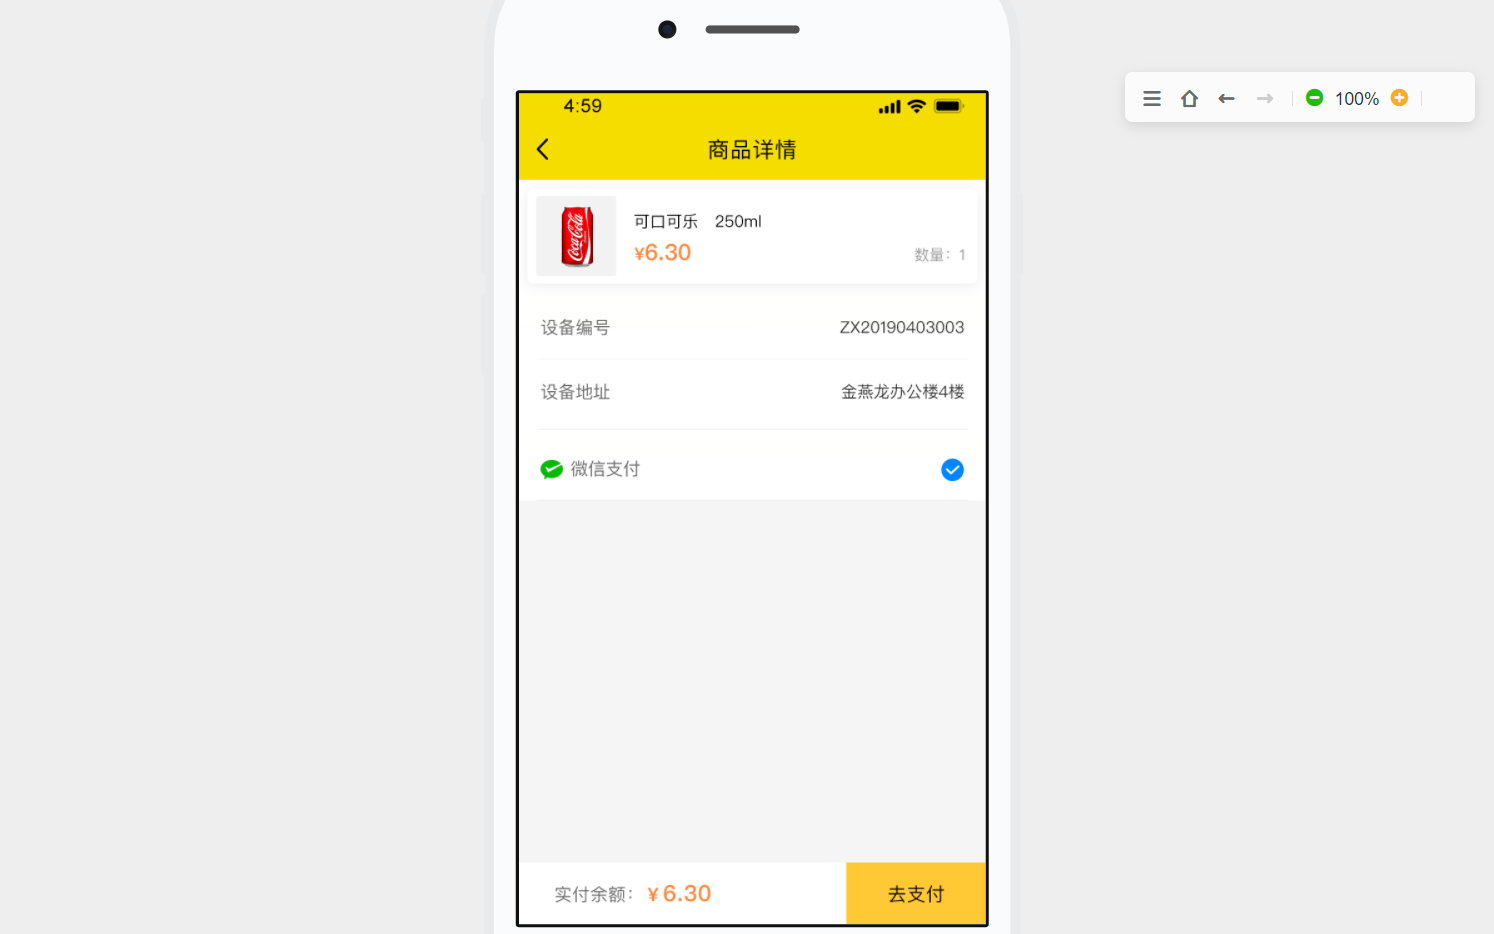 100%
4:59
商品详情
Coca-Cola
可口可乐 250ml
¥6.30
数量：1
设备编号 ZX20190403003
设备地址 金燕龙办公楼4楼
微信支付
实付余额：¥ 6.30 去支付